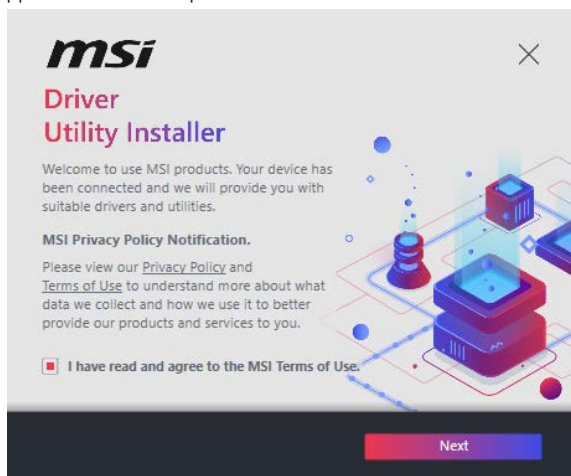 msi
Driver
Utility Installer
Welcome to use MSI products. Your device has
been connected and we will provide you with
suitable drivers and utilities.
MSI Privacy Policy Notification.
Please view our Privacy Policy and
Terms of Use to understand more about what
data we collect and how we use it to better
provide our products and services to you.
I have read and agree to the MSI Terms of Use.
Next